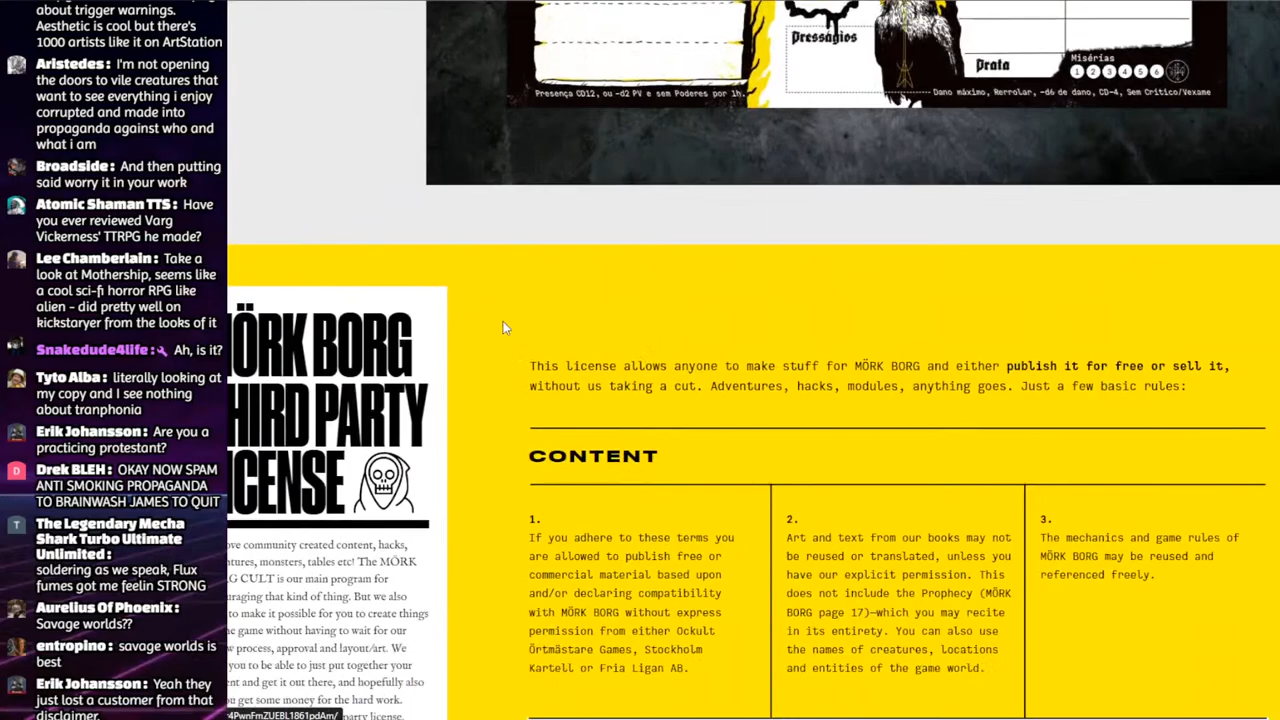 about trigger warnings.
Aesthetic is cool but there's
1000 artists like it on ArtStation
Aristedes: I'm not opening
the doors to vile creatures that
want to see everything i enjoy
corrupted and made into
propaganda against who and
what i am
Broadside: And then putting
said worry it in your work
Atomic Shaman TTS: Have
you ever reviewed Varg
Vickerness' TTRPG he made?
Lee Chamberlain: Take a
look at Mothership, seems like
a cool sci-fi horror RPG like
alien - did pretty well on
kickstaryer from the looks of it
Snakedude4life: Ah, is it?
Tyto Alba: literally looking at
my copy and I see nothing
about tranphonia
Erik Johansson: Are you a
practicing protestant?
D
Drek BLEH: OKAY NOW SPAM
ANTI SMOKING PROPAGANDA
TO BRAINWASH JAMES TO QUIT
T
The Legendary Mecha
Shark Turbo Ultimate
Unlimited:
soldering as we speak, Flux
fumes got me feelin STRONG
Aurelius Of Phoenix:
Savage worlds??
entropino: savage worlds is
best
Erik Johansson: Yeah they
just lost a customer from that
disclaimer.
Presságios
Prata
Misérias
1 2 3 4 5 6
Presença CD12, ou -d2 PV e sem Poderes por 1h.
Dano máximo, Rerrolar, -d6 de dano, CD-4, Sem Crítico/Vexame
ÖRK BORG
HIRD PARTY
ICENSE
ove community created content, hacks,
ntures, monsters, tables etc! The MÖRK
G CULT is our main program for
uraging that kind of thing. But we also
to make it possible for you to create things
he game without having to wait for our
w process, approval and layout/art. We
you to be able to just put together your
ent and get it out there, and hopefully also
u get some money for the hard work.
party license.
r4PwnFmZUEBL1861pdAm/
This license allows anyone to make stuff for MÖRK BORG and either publish it for free or sell it,
without us taking a cut. Adventures, hacks, modules, anything goes. Just a few basic rules:
CONTENT
1.
If you adhere to these terms you
are allowed to publish free or
commercial material based upon
and/or declaring compatibility
with MÖRK BORG without express
permission from either Ockult
Örtmästare Games, Stockholm
Kartell or Fria Ligan AB.
2.
Art and text from our books may not
be reused or translated, unless you
have our explicit permission. This
does not include the Prophecy (MÖRK
BORG page 17)—which you may recite
in its entirety. You can also use
the names of creatures, locations
and entities of the game world.
3.
The mechanics and game rules of
MÖRK BORG may be reused and
referenced freely.